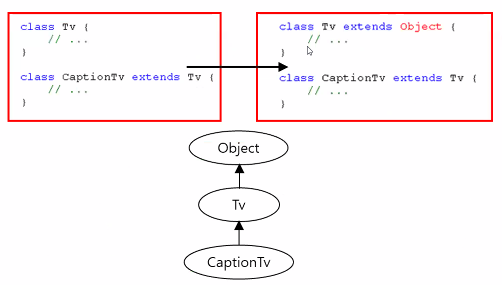 class Tv {
// ...
}
class CaptionTv extends Tv {
// ...
}
class Tv extends Object {
// ...
}
class CaptionTv extends Tv {
// ...
}
Object
Tv
CaptionTv